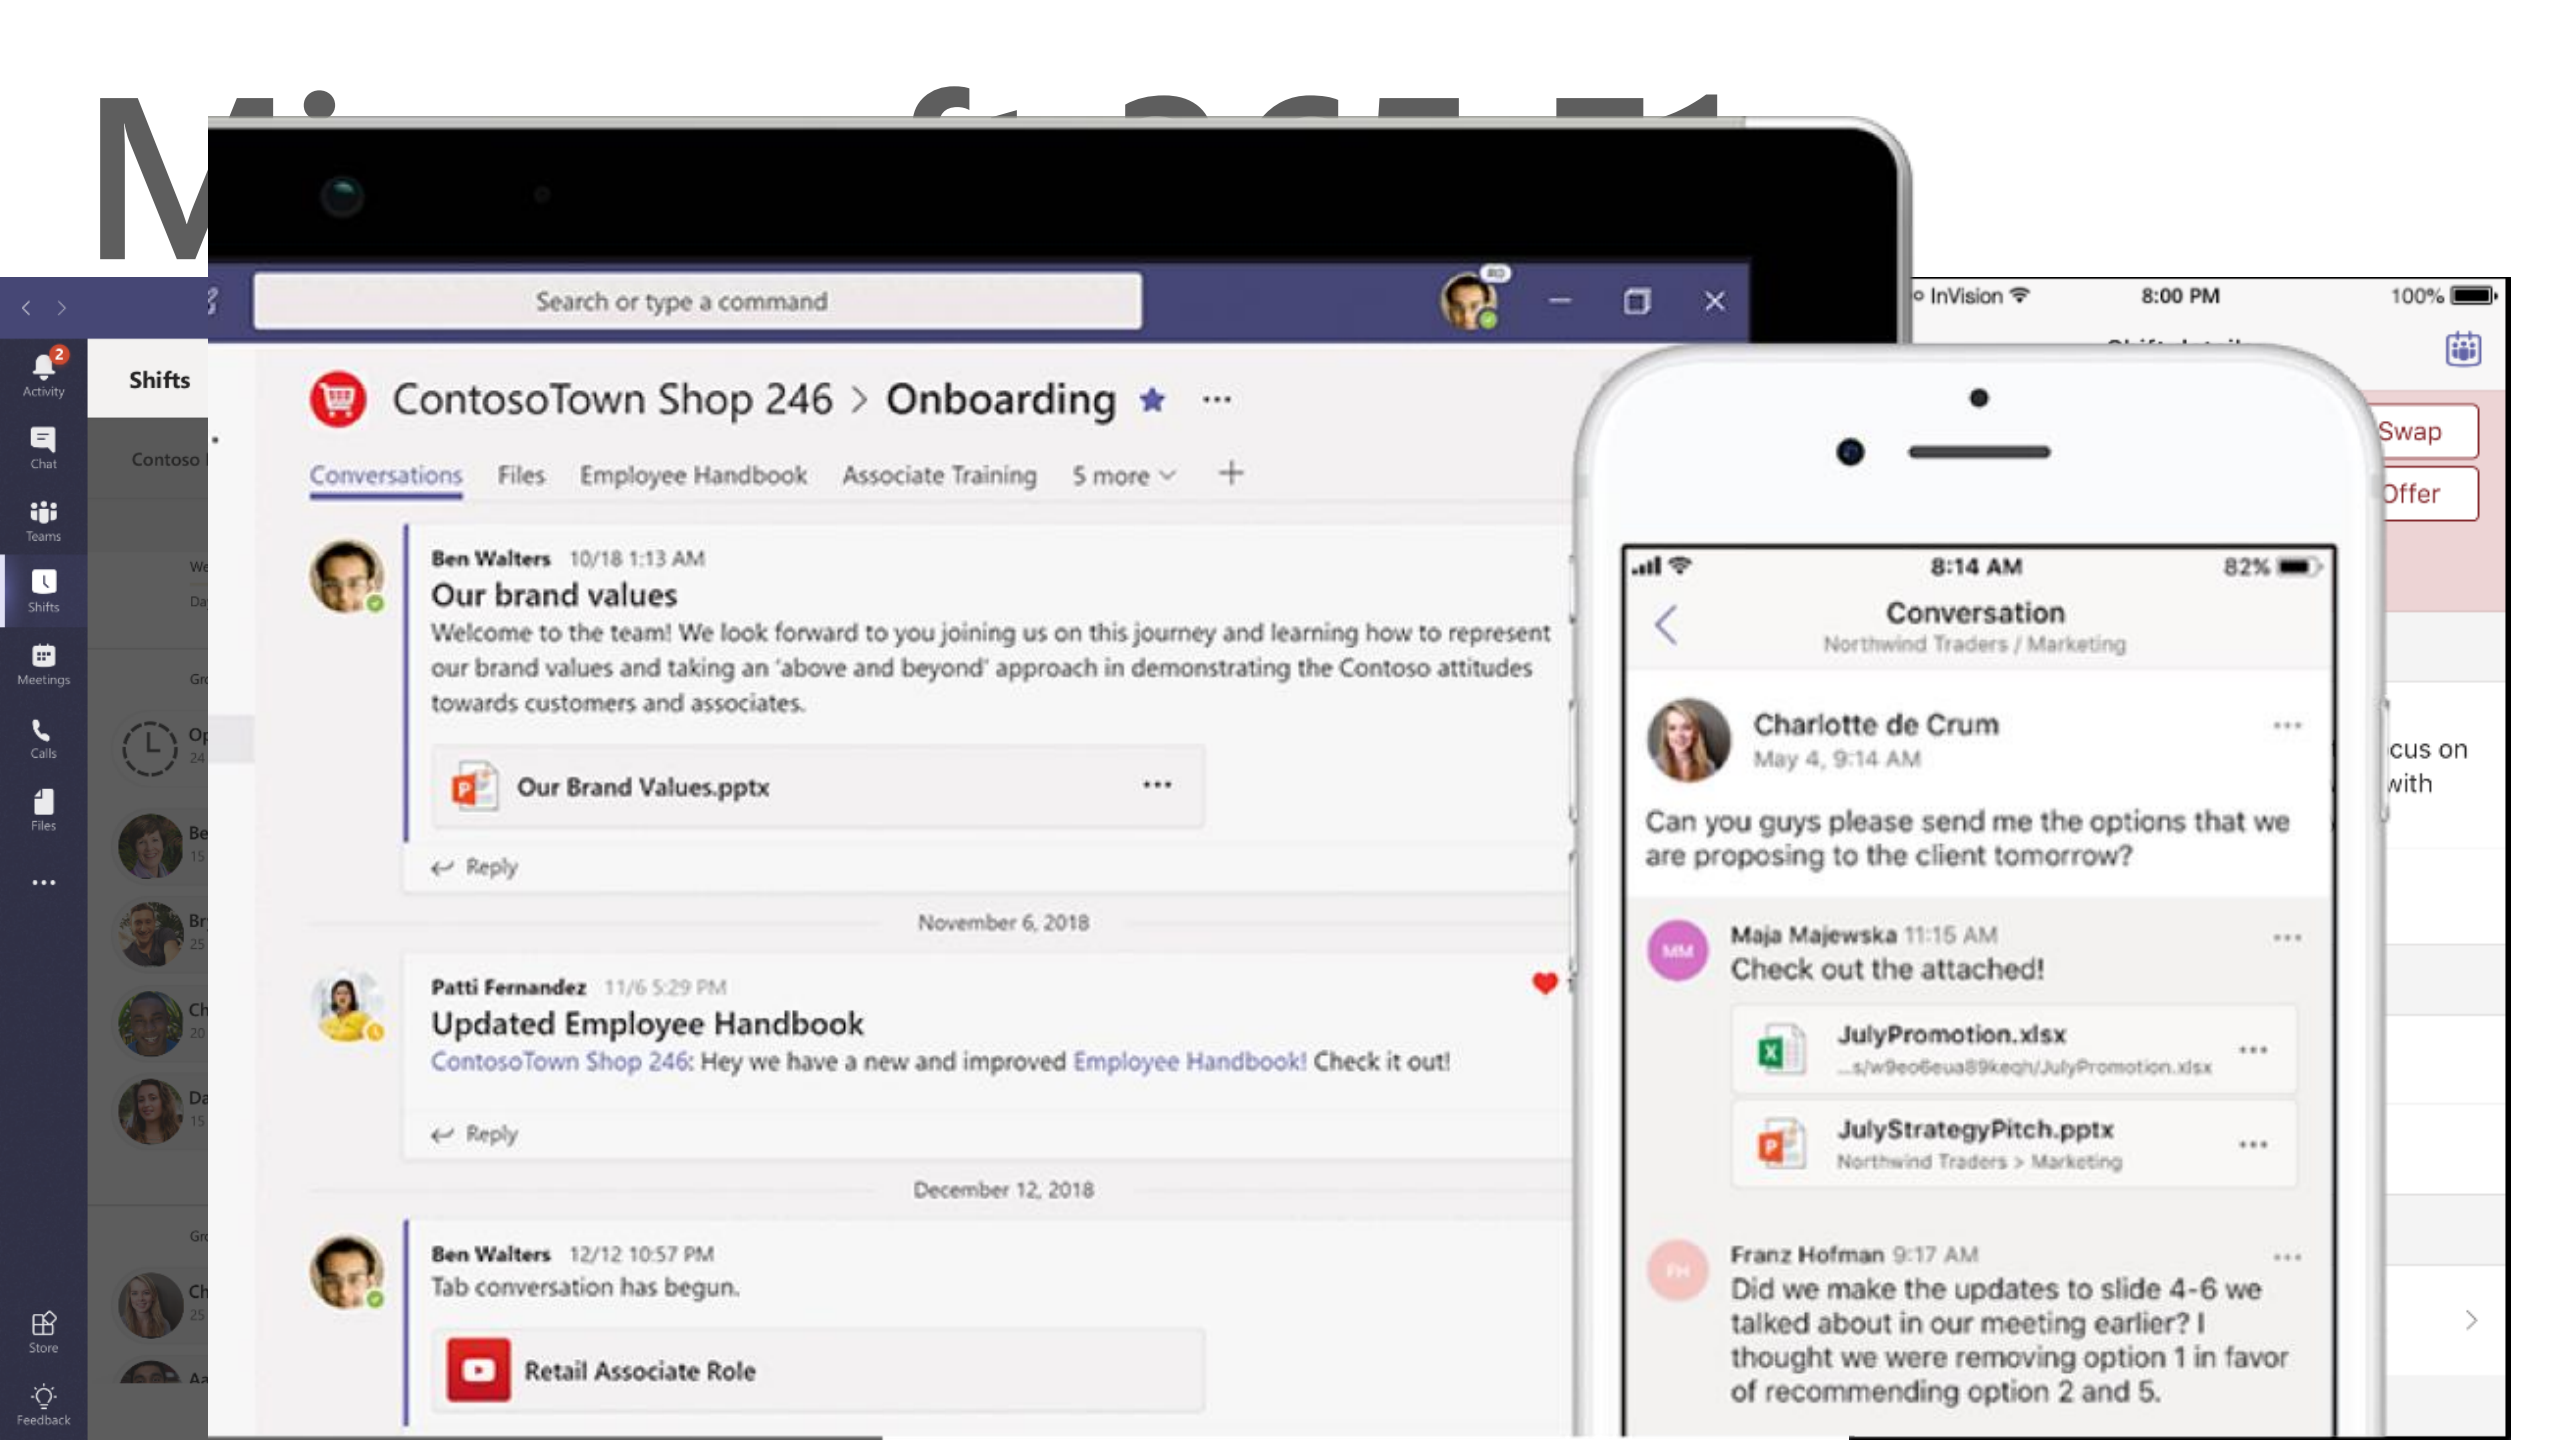 Search or type a command
InVision 8:00 PM 100%
2
Activity
Shifts
Chat
Contoso
Teams
Shifts
Meetings
Calls
Files
Store
Feedback
ContosoTown Shop 246 > Onboarding
Conversations Files Employee Handbook Associate Training 5 more
Ben Walters 10/18 1:13 AM
Our brand values
Welcome to the team! We look forward to you joining us on this journey and learning how to represent
our brand values and taking an 'above and beyond' approach in demonstrating the Contoso attitudes
towards customers and associates.
Our Brand Values.pptx
Reply
November 6, 2018
Patti Fernandez 11/6 5:29 PM
Updated Employee Handbook
ContosoTown Shop 246: Hey we have a new and improved Employee Handbook! Check it out!
Reply
December 12, 2018
Ben Walters 12/12 10:57 PM
Tab conversation has begun.
Retail Associate Role
Swap
Offer
8:14 AM 82%
Conversation
Northwind Traders / Marketing
Charlotte de Crum
May 4, 9:14 AM
Can you guys please send me the options that we
are proposing to the client tomorrow?
MM
Maja Majewska 11:15 AM
Check out the attached!
JulyPromotion.xlsx
...s/w9eo6eua89keqh/JulyPromotion.xlsx
JulyStrategyPitch.pptx
Northwind Traders > Marketing
FH
Franz Hofman 9:17 AM
Did we make the updates to slide 4-6 we
talked about in our meeting earlier? I
thought we were removing option 1 in favor
of recommending option 2 and 5.
on
with